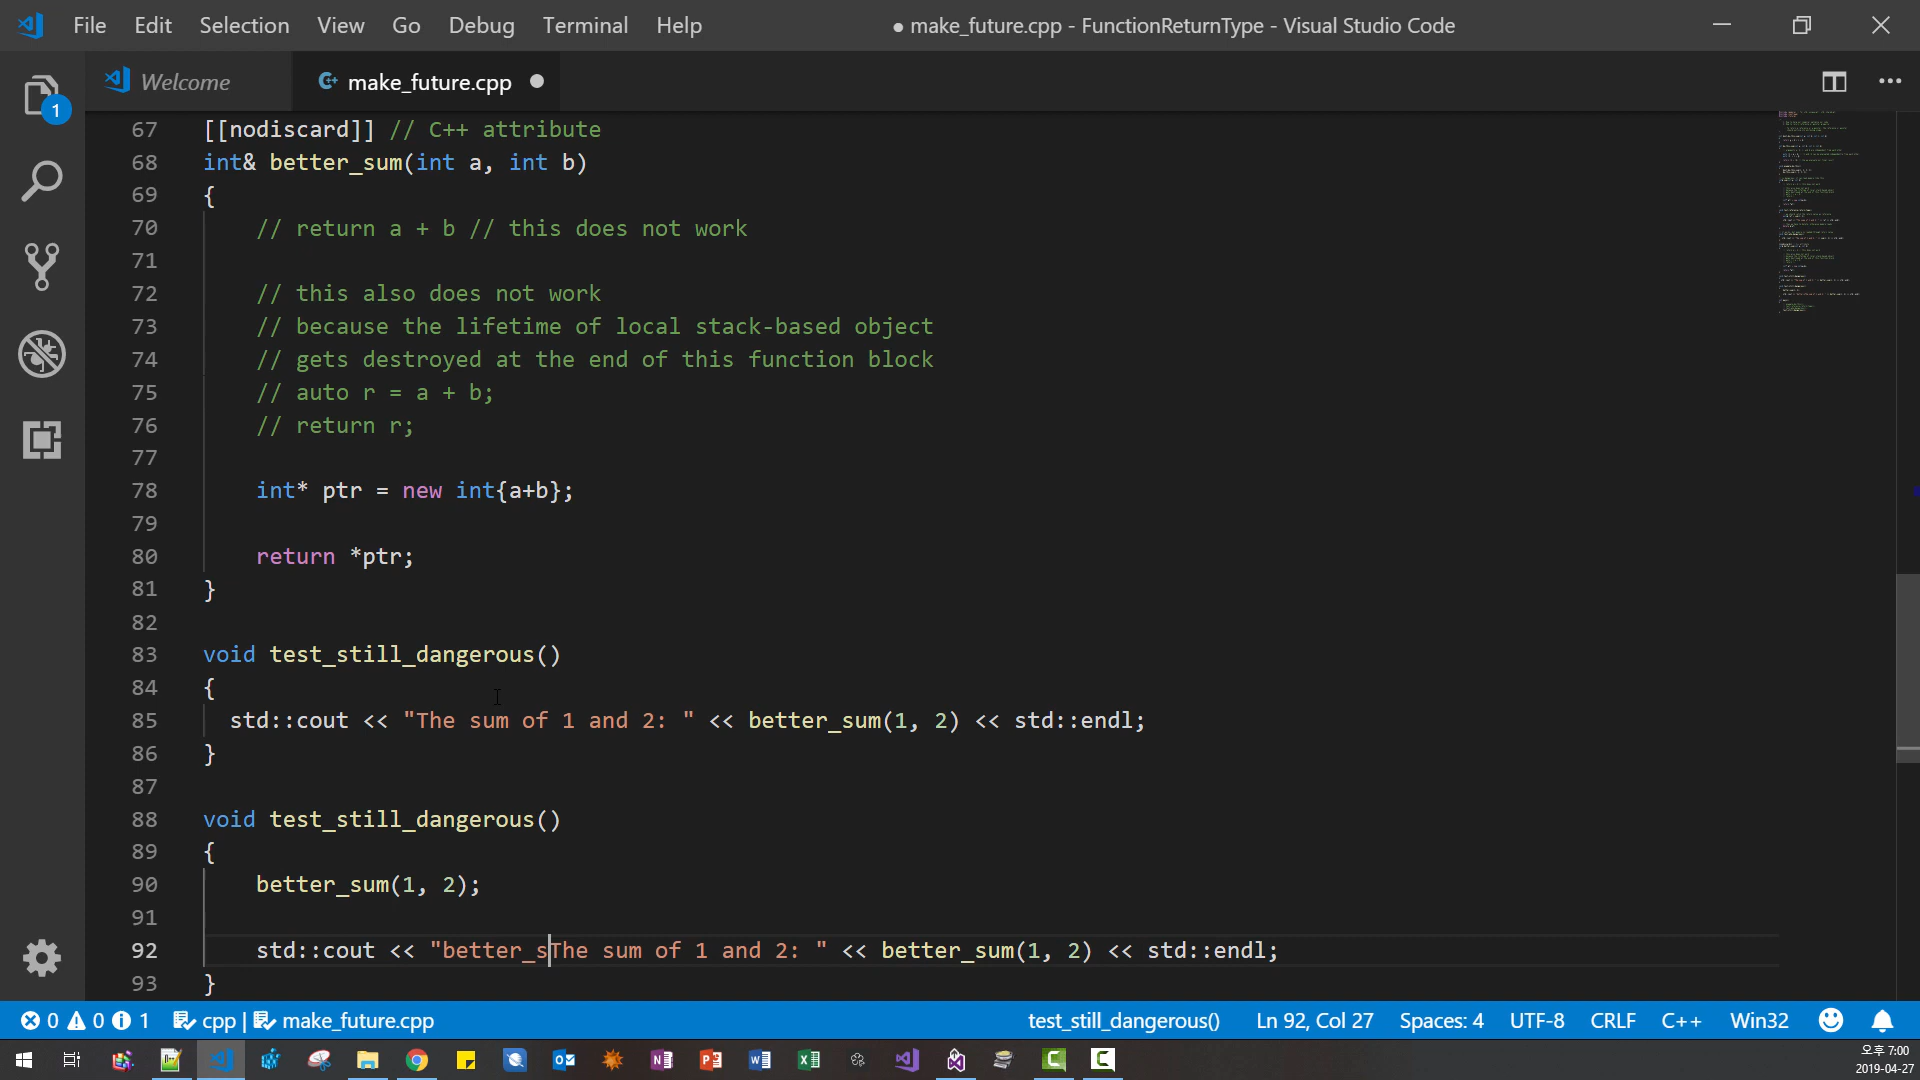 File Edit Selection View Go Debug Terminal Help ● make_future.cpp - FunctionReturnType - Visual Studio Code
Welcome make_future.cpp ●
1
67 [[nodiscard]] // C++ attribute
68 int& better_sum(int a, int b)
69 {
70 // return a + b // this does not work
71
72 // this also does not work
73 // because the lifetime of local stack-based object
74 // gets destroyed at the end of this function block
75 // auto r = a + b;
76 // return r;
77
78 int* ptr = new int{a+b};
79
80 return *ptr;
81 }
82
83 void test_still_dangerous()
84 {
85 std::cout << "The sum of 1 and 2: " << better_sum(1, 2) << std::endl;
86 }
87
88 void test_still_dangerous()
89 {
90 better_sum(1, 2);
91
92 std::cout << "better_sThe sum of 1 and 2: " << better_sum(1, 2) << std::endl;
93 }
0 0 1 cpp | make_future.cpp test_still_dangerous() Ln 92, Col 27 Spaces: 4 UTF-8 CRLF C++ Win32
오후 7:00
2019-04-27